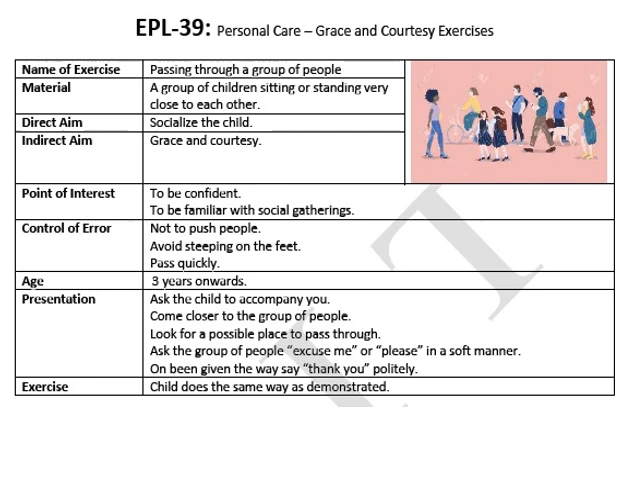 EPL-39: Personal Care – Grace and Courtesy Exercises
Name of Exercise Passing through a group of people
Material A group of children sitting or standing very
close to each other.
Direct Aim Socialize the child.
Indirect Aim Grace and courtesy.
Point of Interest To be confident.
To be familiar with social gatherings.
Control of Error Not to push people.
Avoid steeping on the feet.
Pass quickly.
Age 3 years onwards.
Presentation Ask the child to accompany you.
Come closer to the group of people.
Look for a possible place to pass through.
Ask the group of people “excuse me” or “please” in a soft manner.
On been given the way say “thank you” politely.
Exercise Child does the same way as demonstrated.